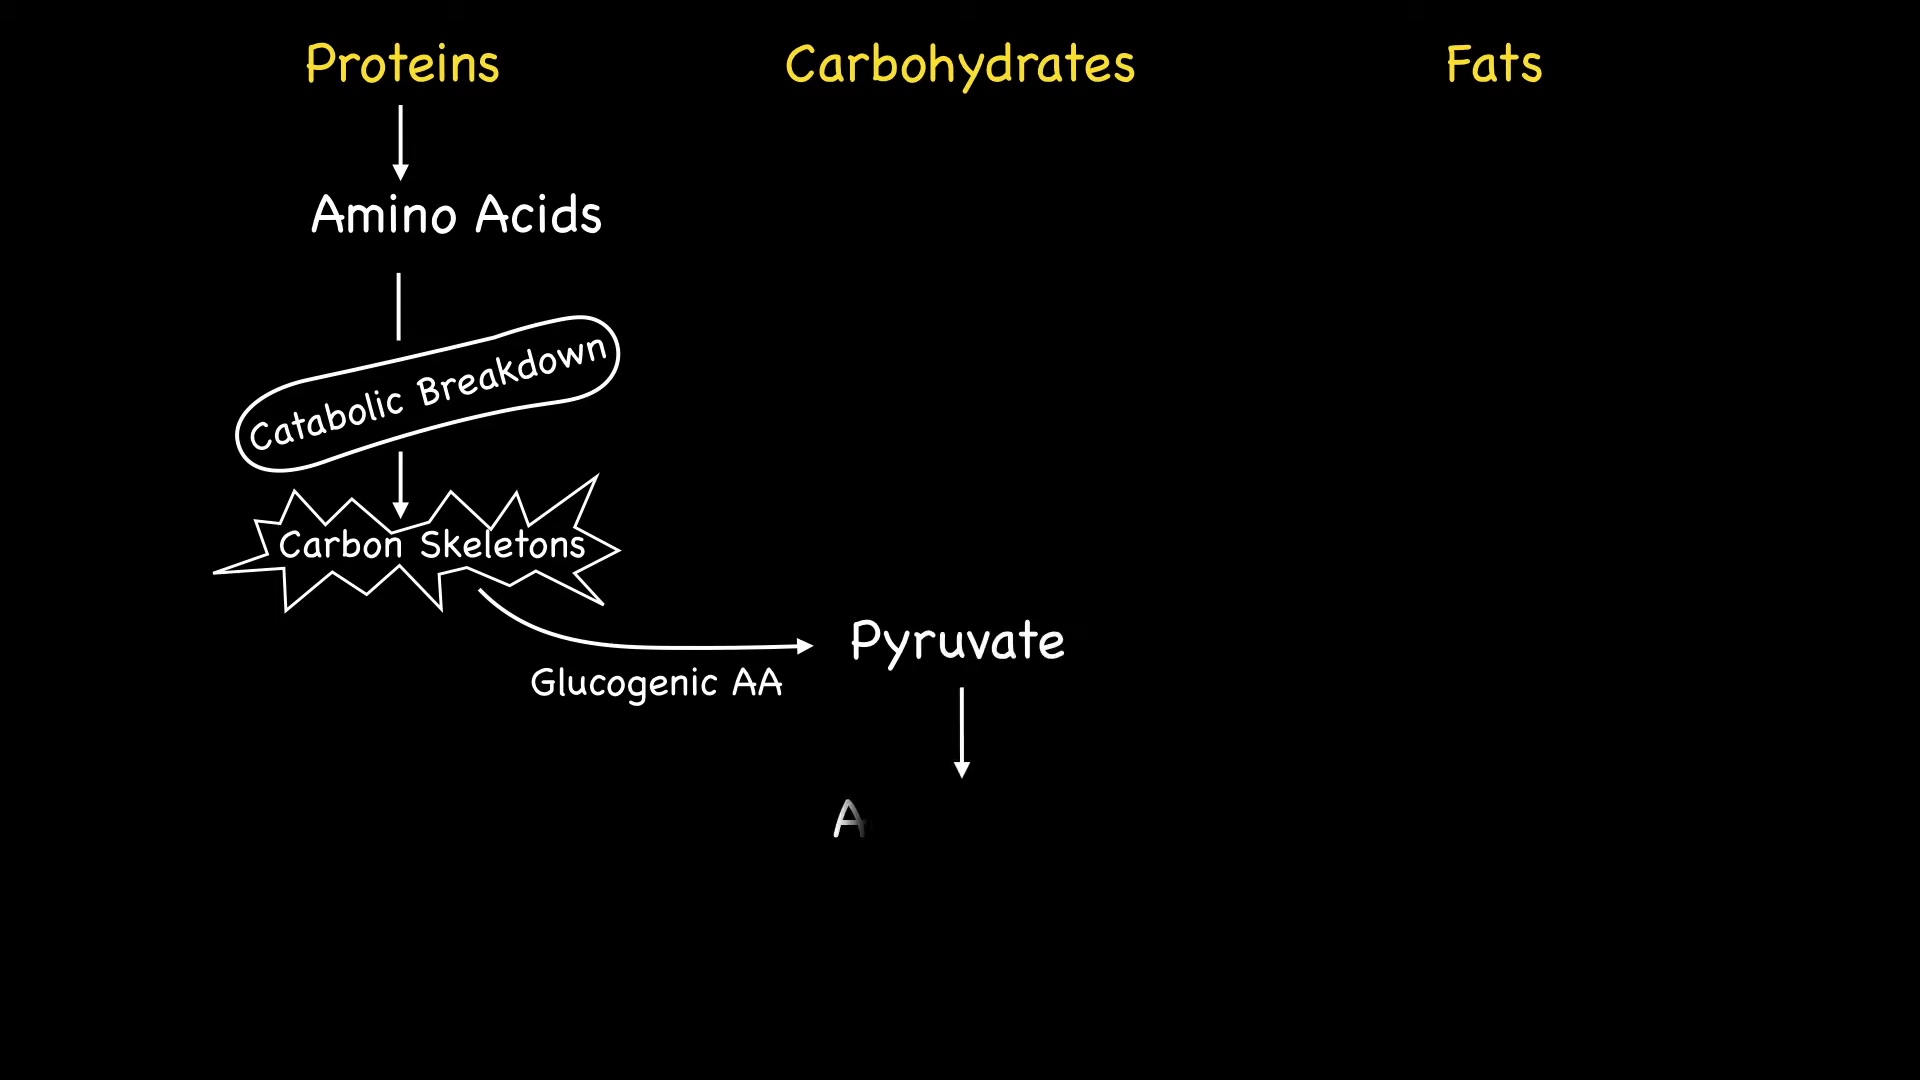 Proteins
Carbohydrates
Fats
Amino Acids
Catabolic Breakdown
Carbon Skeletons
Pyruvate
Glucogenic AA
A